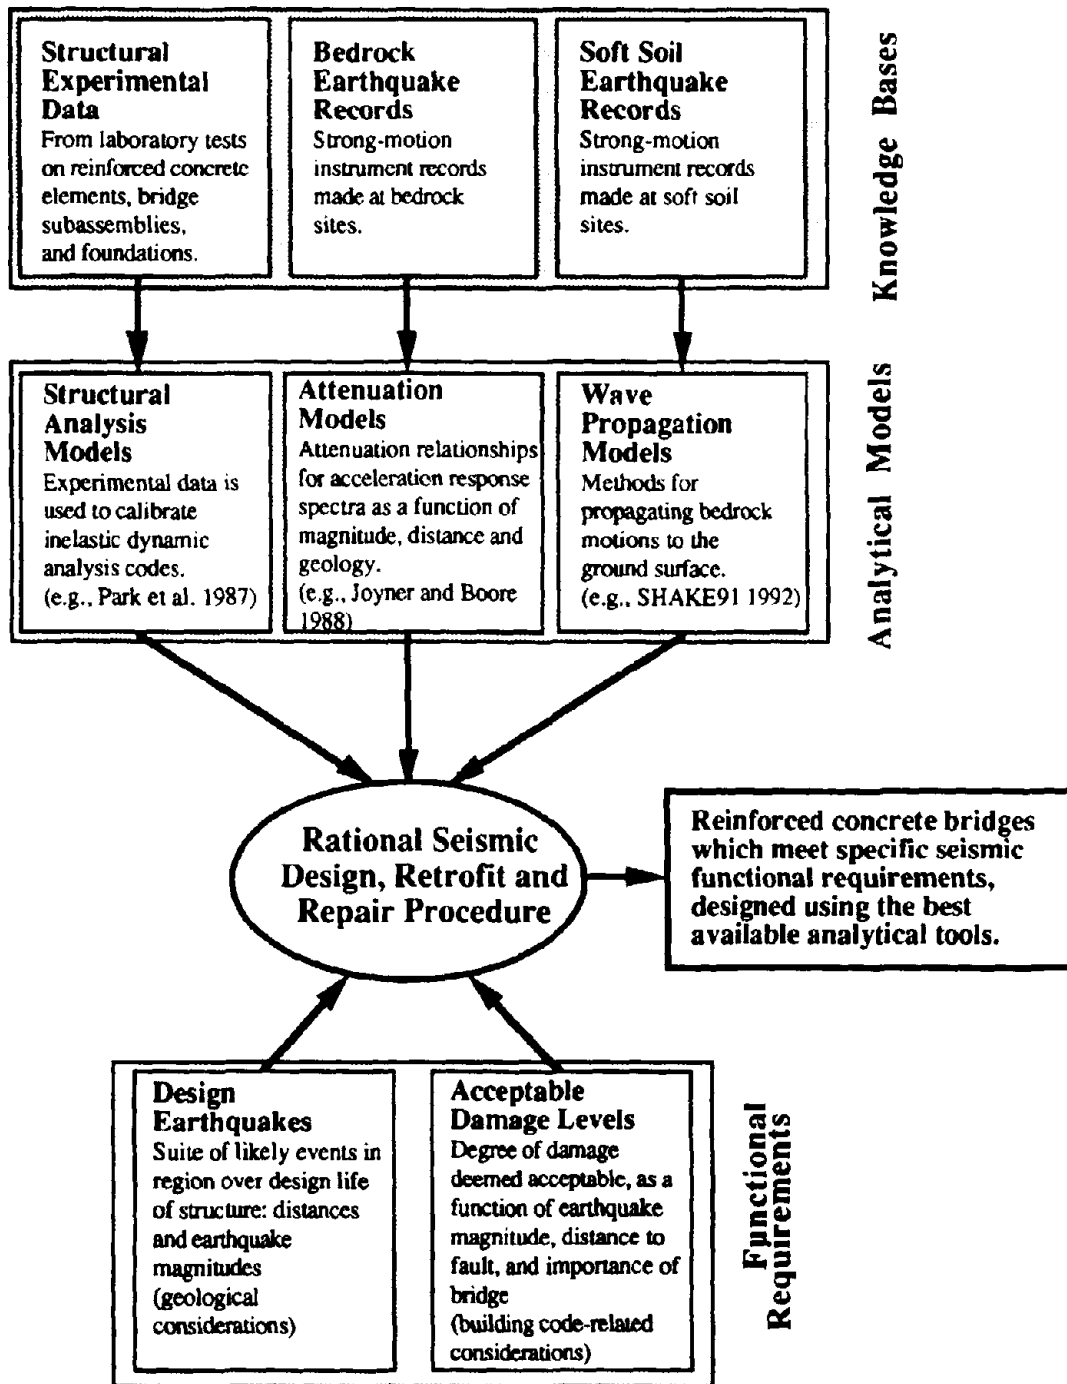 Structural
Experimental
Data
From laboratory tests
on reinforced concrete
elements, bridge
subassemblies,
and foundations.
Bedrock
Earthquake
Records
Strong-motion
instrument records
made at bedrock
sites.
Soft Soil
Earthquake
Records
Strong-motion
instrument records
made at soft soil
sites.
Knowledge Bases
Structural
Analysis
Models
Experimental data is
used to calibrate
inelastic dynamic
analysis codes.
(e.g., Park et al. 1987)
Attenuation
Models
Attenuation relationships
for acceleration response
spectra as a function of
magnitude, distance and
geology.
(e.g., Joyner and Boore
1988)
Wave
Propagation
Models
Methods for
propagating bedrock
motions to the
ground surface.
(e.g., SHAKE91 1992)
Analytical Models
Rational Seismic
Design, Retrofit and
Repair Procedure
Reinforced concrete bridges
which meet specific seismic
functional requirements,
designed using the best
available analytical tools.
Design
Earthquakes
Suite of likely events in
region over design life
of structure: distances
and earthquake
magnitudes
(geological
considerations)
Acceptable
Damage Levels
Degree of damage
deemed acceptable, as a
function of earthquake
magnitude, distance to
fault, and importance of
bridge
(building code-related
considerations)
Functional
Requirements